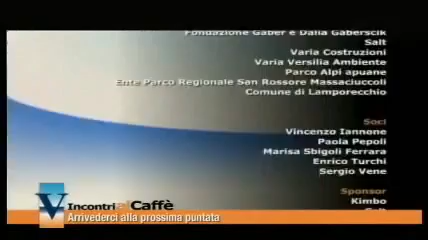 Fondazione Gaber e Dalia Gaberscik
Salt
Varia Costruzioni
Varia Versilia Ambiente
Parco Alpi apuane
Ente Parco Regionale San Rossore Massaciuccoli
Comune di Lamporecchio
Soci
Vincenzo Iannone
Paola Pepoli
Marisa Sbigoli Ferrara
Enrico Turchi
Sergio Vene
Sponsor
Kimbo
V Incontri al Caffè
Arrivederci alla prossima puntata